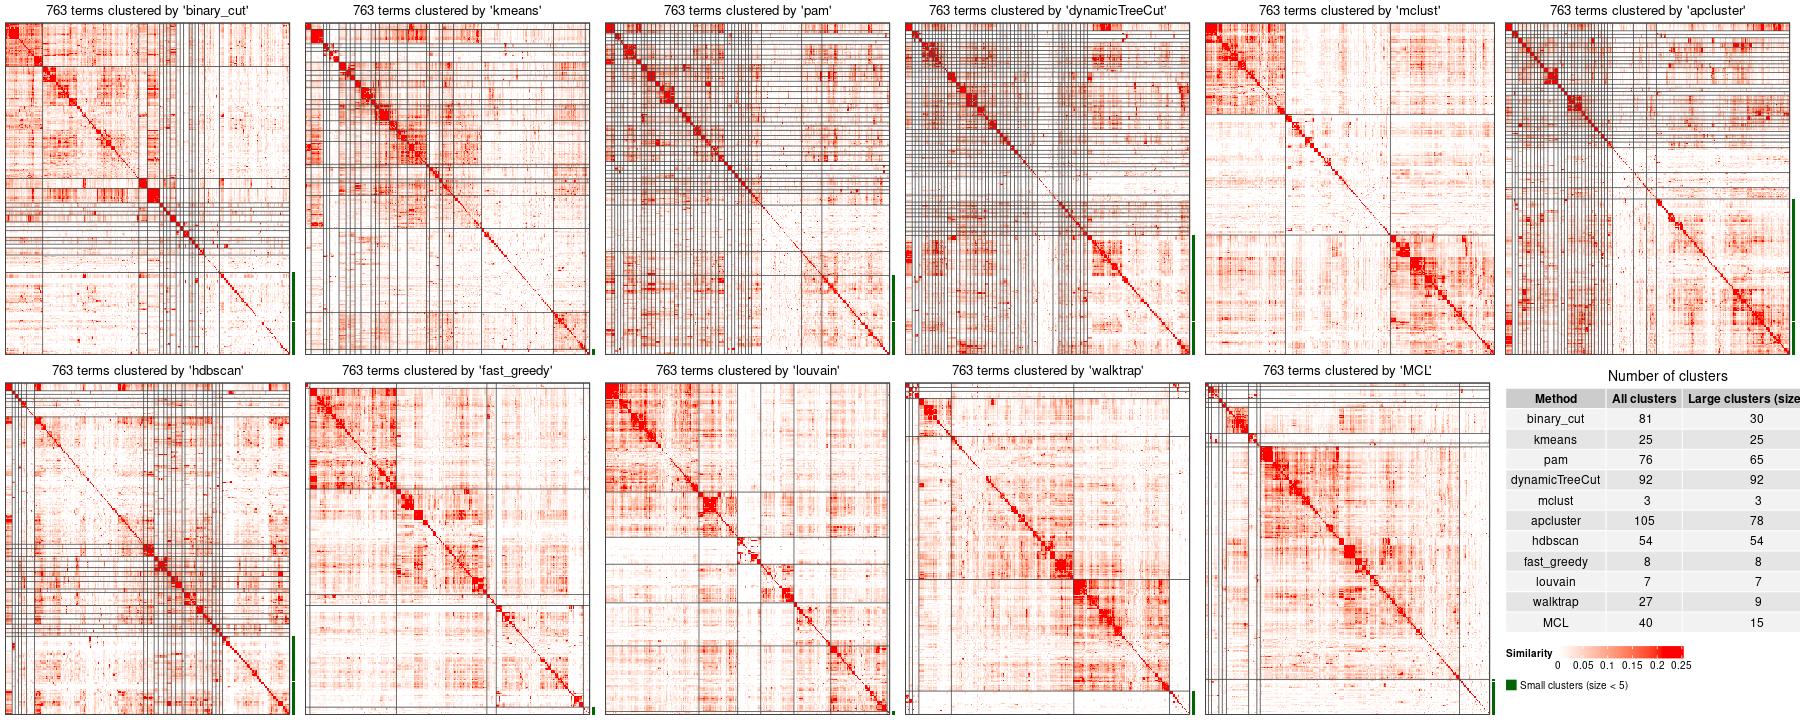 763 terms clustered by 'binary_cut'
763 terms clustered by 'kmeans'
763 terms clustered by 'pam'
763 terms clustered by 'dynamicTreeCut'
763 terms clustered by 'mclust'
763 terms clustered by 'apcluster'
763 terms clustered by 'hdbscan'
763 terms clustered by 'fast_greedy'
763 terms clustered by 'louvain'
763 terms clustered by 'walktrap'
763 terms clustered by 'MCL'
Number of clusters
Method All clusters Large clusters (size
binary_cut 81 30
kmeans 25 25
pam 76 65
dynamicTreeCut 92 92
mclust 3 3
apcluster 105 78
hdbscan 54 54
fast_greedy 8 8
louvain 7 7
walktrap 27 9
MCL 40 15
Similarity
0 0.05 0.1 0.15 0.2 0.25
Small clusters (size < 5)